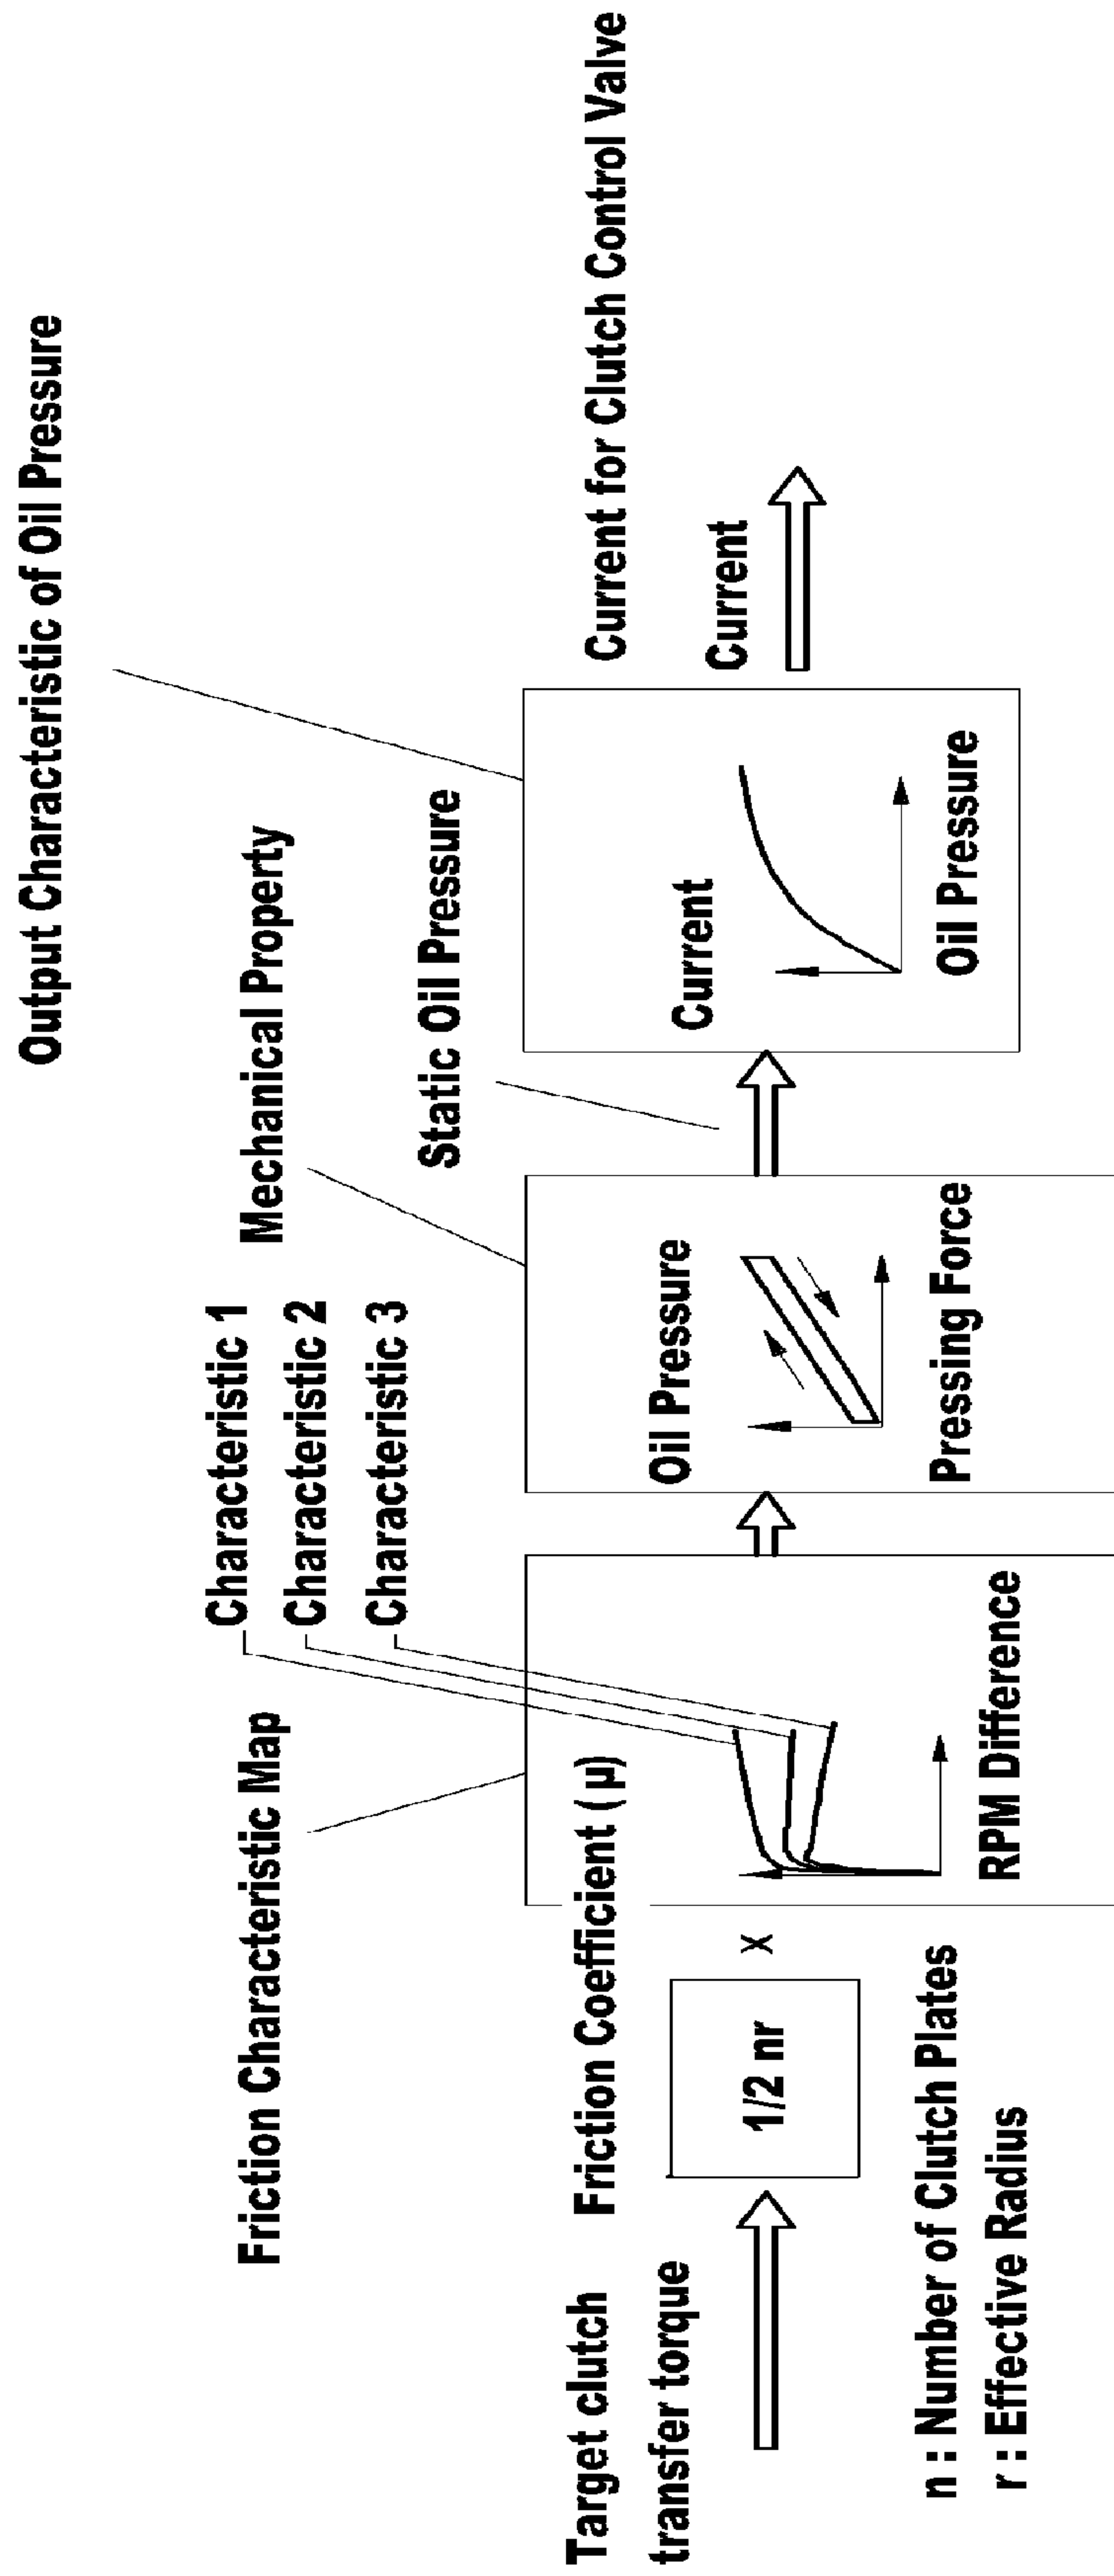 Output Characteristic of Oil Pressure
Friction Characteristic Map
Characteristic 1
Characteristic 2
Characteristic 3
Mechanical Property
Static Oil Pressure
Target clutch
transfer torque
Friction Coefficient ( μ)
1/2 nr
X
RPM Difference
Oil Pressure
Pressing Force
Current
Oil Pressure
Current for Clutch Control Valve
Current
n : Number of Clutch Plates
r : Effective Radius